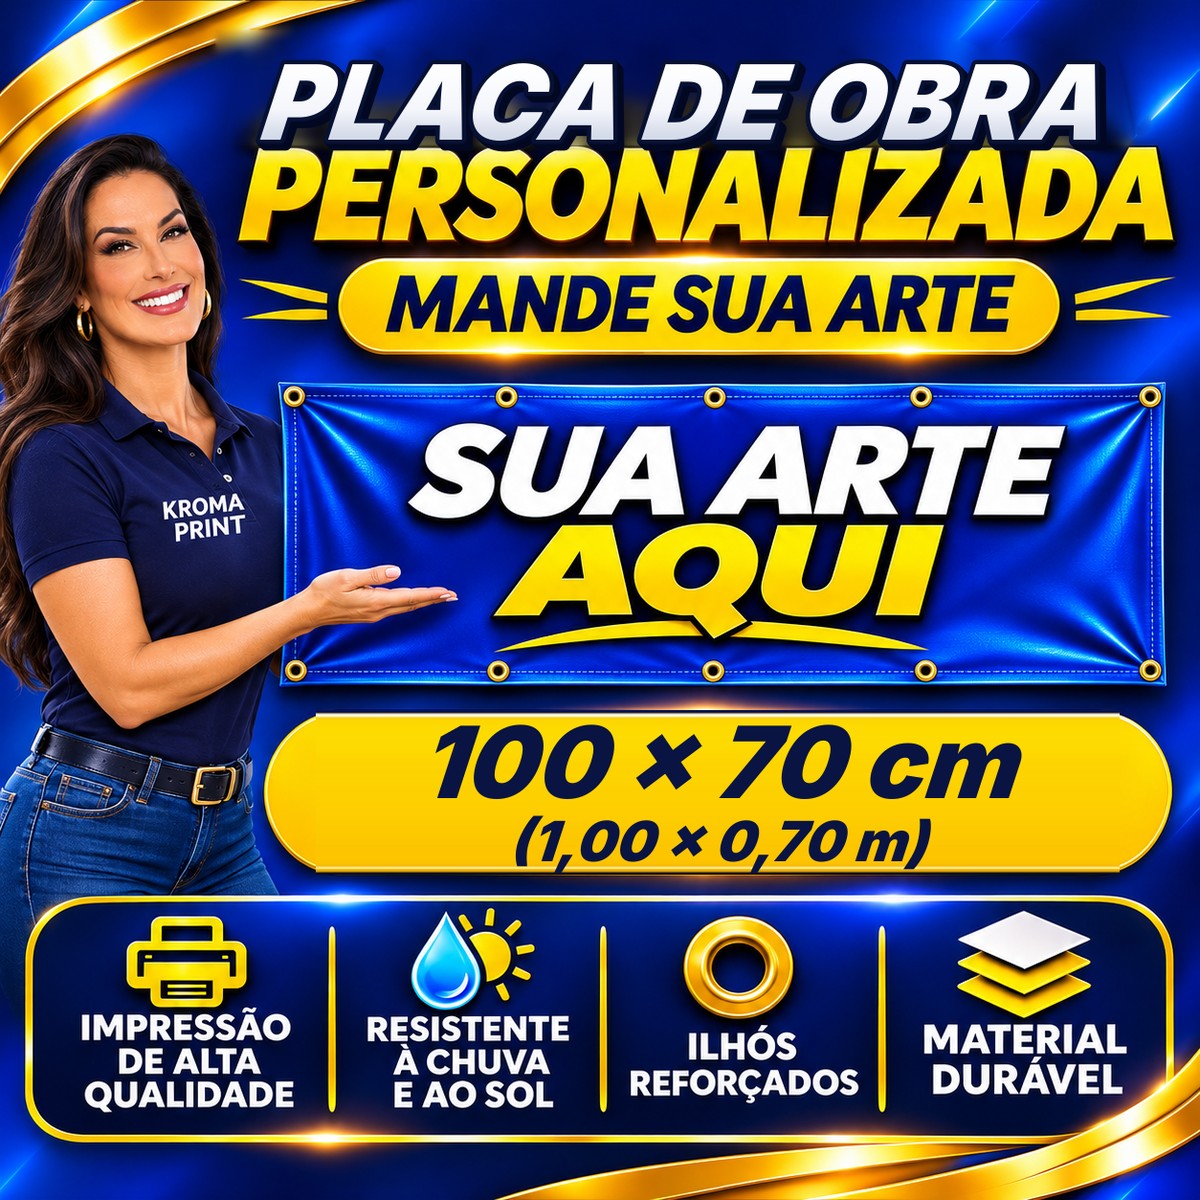 PLACA DE OBRA
PERSONALIZADA
MANDE SUA ARTE
SUA ARTE
AQUI
KROMA
PRINT
100 × 70 cm
(1,00 × 0,70 m)
IMPRESSÃO
DE ALTA
QUALIDADE
RESISTENTE
À CHUVA
E AO SOL
ILHÓS
REFORÇADOS
MATERIAL
DURÁVEL